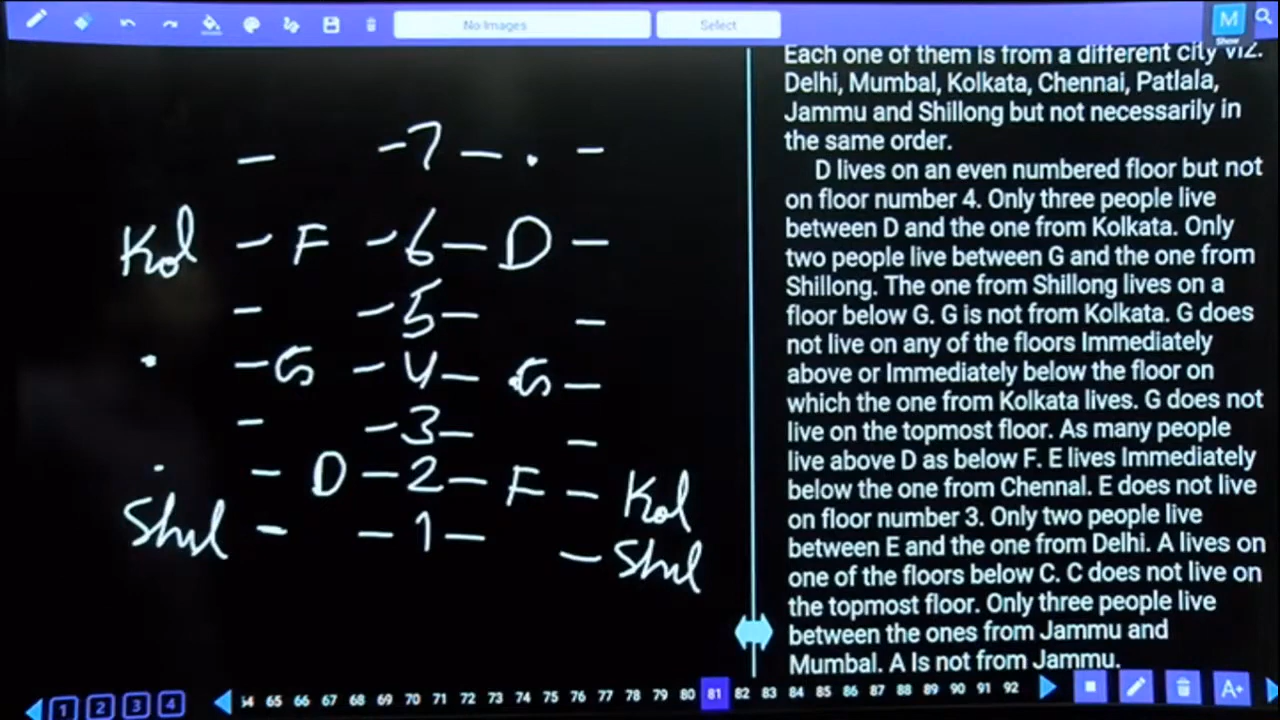 No Images Select
M
Show
Each one of them is from a different city viz.
Delhi, Mumbal, Kolkata, Chennai, Patlala,
Jammu and Shillong but not necessarily in
the same order.
D lives on an even numbered floor but not
on floor number 4. Only three people live
between D and the one from Kolkata. Only
two people live between G and the one from
Shillong. The one from Shillong lives on a
floor below G. G is not from Kolkata. G does
not live on any of the floors Immediately
above or Immediately below the floor on
which the one from Kolkata lives. G does not
live on the topmost floor. As many people
live above D as below F. E lives Immediately
below the one from Chennal. E does not live
on floor number 3. Only two people live
between E and the one from Delhi. A lives on
one of the floors below C. C does not live on
the topmost floor. Only three people live
between the ones from Jammu and
Mumbal. A Is not from Jammu.
- -7- . -
Kol - F -6- D -
- -5- -
. - G -4- G -
- -3- -
. - D -2- F - Kol
Shil - -1- - Shil
1 2 3 4 64 65 66 67 68 69 70 71 72 73 74 75 76 77 78 79 80 81 82 83 84 85 86 87 88 89 90 91 92 A+